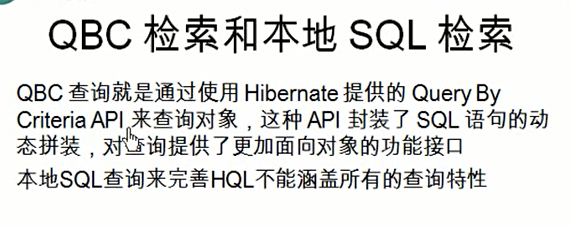 QBC 检索和本地 SQL 检索
QBC 查询就是通过使用 Hibernate 提供的 Query By
Criteria API 来查询对象，这种 API 封装了 SQL 语句的动
态拼装，对查询提供了更加面向对象的功能接口
本地SQL查询来完善HQL不能涵盖所有的查询特性